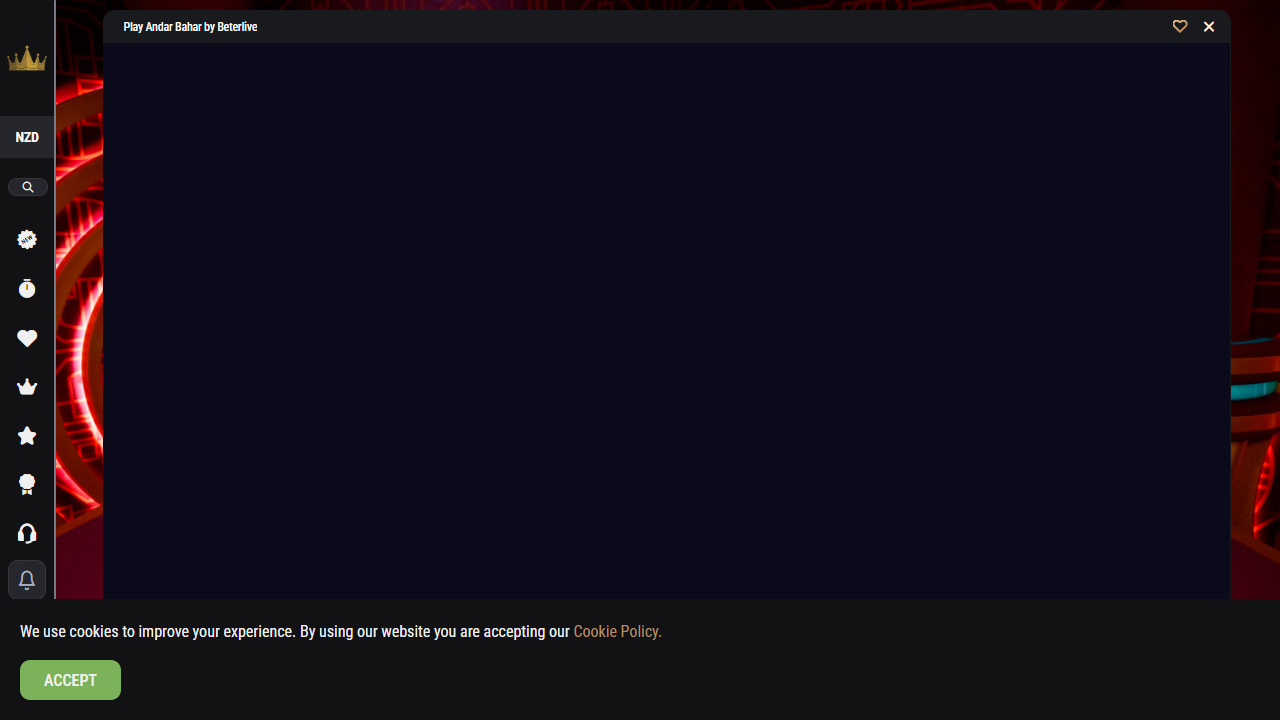 Play Andar Bahar by Beterlive
NZD
NEW
We use cookies to improve your experience. By using our website you are accepting our Cookie Policy.
ACCEPT